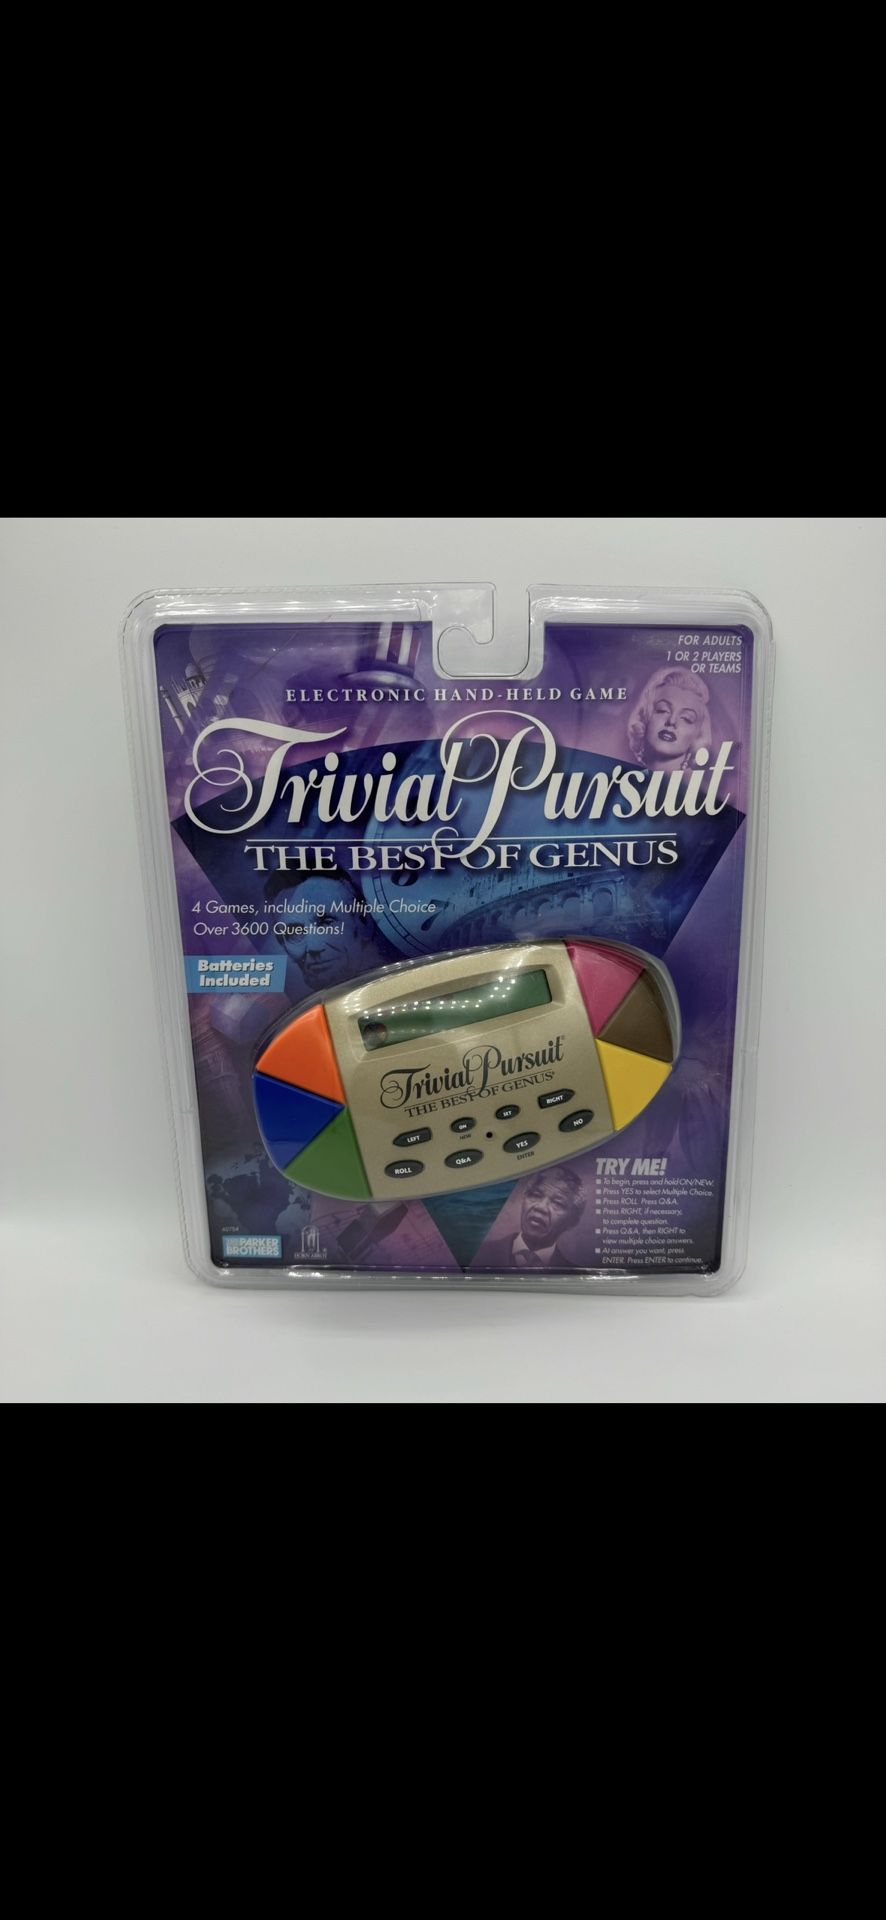 FOR ADULTS
1 OR 2 PLAYERS
OR TEAMS
ELECTRONIC HAND-HELD GAME
Trivial Pursuit
THE BEST OF GENUS
4 Games, including Multiple Choice
Over 3600 Questions!
Batteries
Included
Trivial Pursuit®
THE BEST OF GENUS®
LEFT
ON
SET
RIGHT
NEW
ROLL
Q&A
YES
NO
ENTER
TRY ME!
■ To begin, press and hold ON/NEW.
■ Press YES to select Multiple Choice.
■ Press ROLL. Press Q&A.
■ Press RIGHT, if necessary,
to complete question.
■ Press Q&A, then RIGHT to
view multiple choice answers.
■ At answer you want, press
ENTER. Press ENTER to continue.
40754
PARKER
BROTHERS
HORN ABBOT